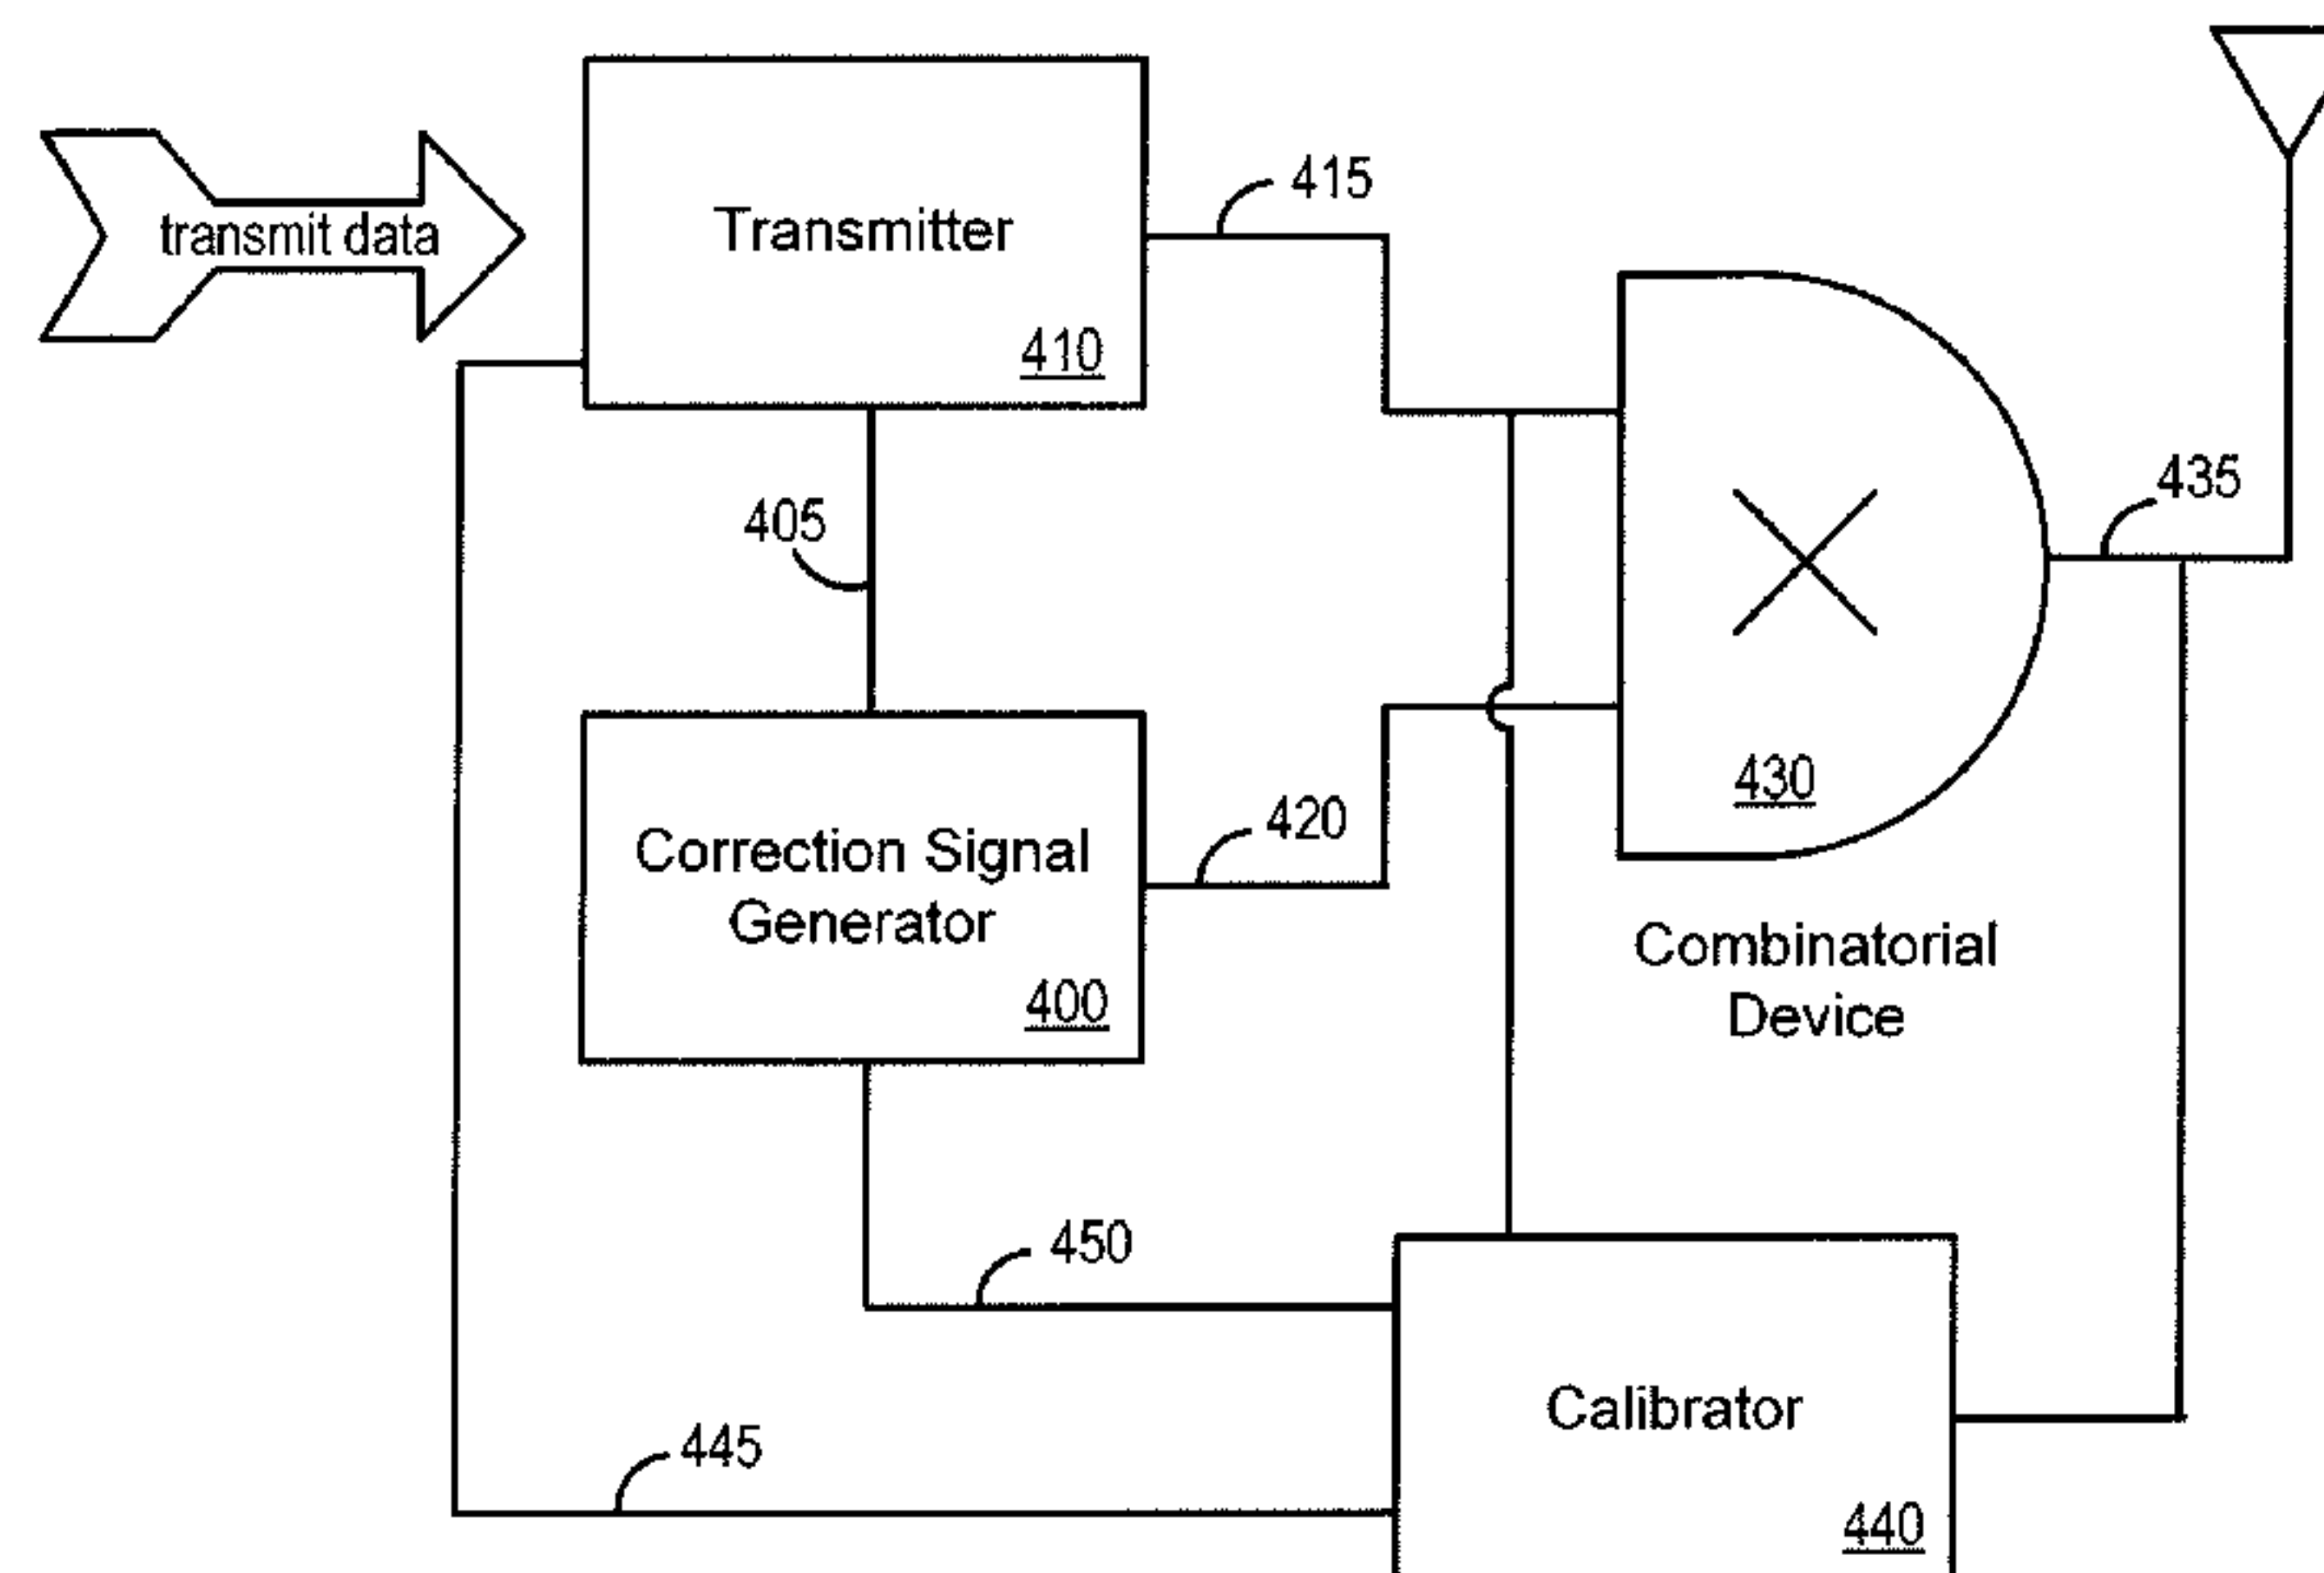 415
transmit data
Transmitter
410
435
405
430
420
Correction Signal
Generator
400
Combinatorial
Device
450
Calibrator
445
440